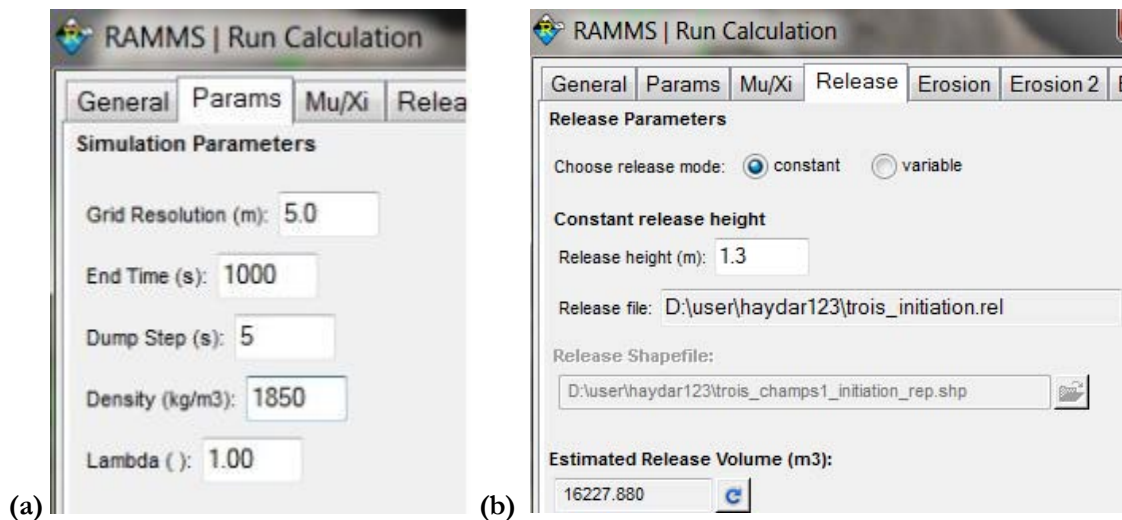 RAMMS | Run Calculation
General Params Mu/Xi Relea
Simulation Parameters
Grid Resolution (m): 5.0
End Time (s): 1000
Dump Step (s): 5
Density (kg/m3): 1850
Lambda ( ): 1.00
(a)
RAMMS | Run Calculation
General Params Mu/Xi Release Erosion Erosion 2
Release Parameters
Choose release mode: constant variable
Constant release height
Release height (m): 1.3
Release file: D:\user\haydar123\trois_initiation.rel
Release Shapefile:
D:\user\haydar123\trois_champs1_initiation_rep.shp
Estimated Release Volume (m3):
16227.880
(b)